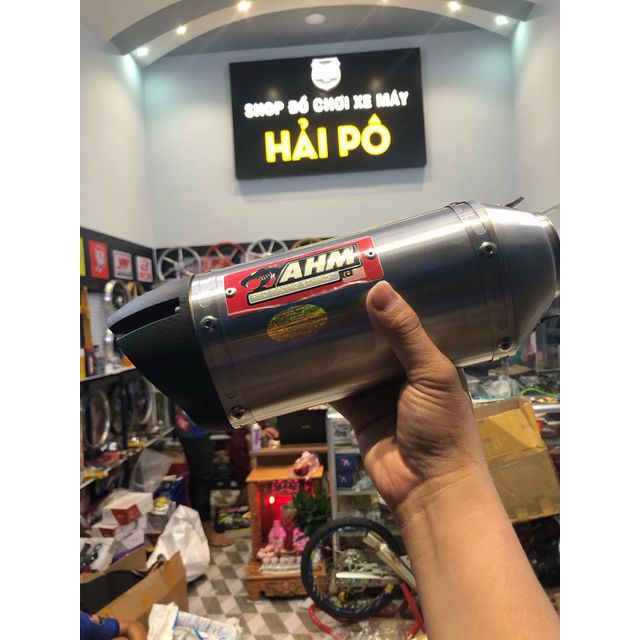 SHOP ĐỒ CHƠI XE MÁY
HẢI PÔ
AHM